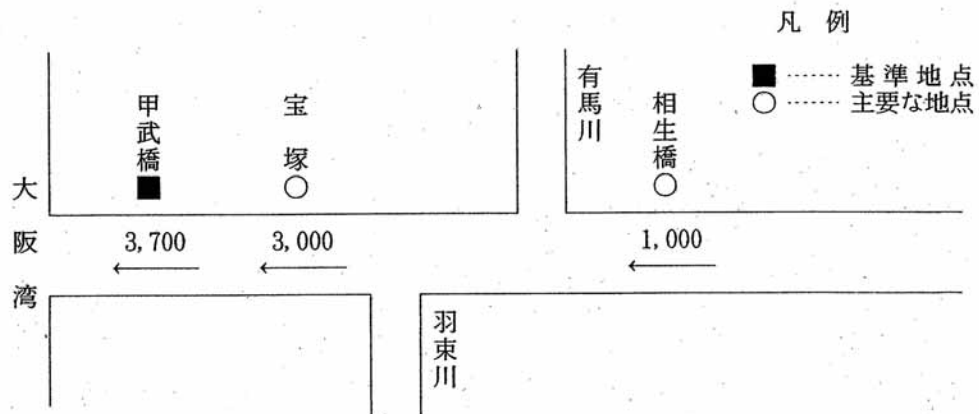 凡例
■ …… 基準地点
○ …… 主要な地点
有馬川
相生橋
宝塚
甲武橋
大阪湾
3,700
3,000
1,000
羽束川